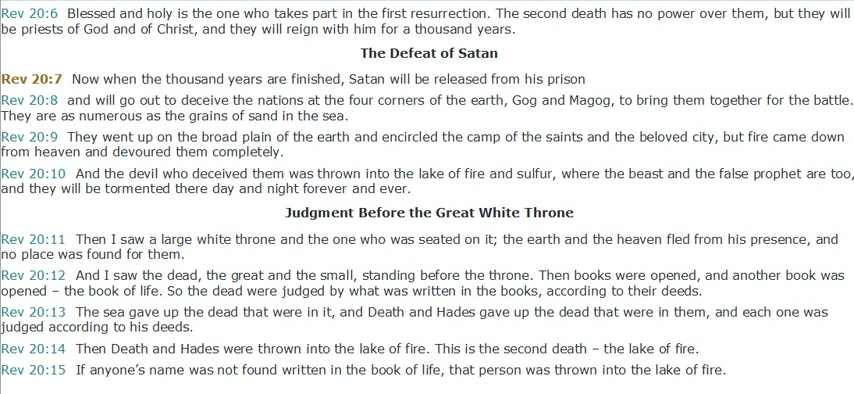 Rev 20:6 Blessed and holy is the one who takes part in the first resurrection. The second death has no power over them, but they will
be priests of God and of Christ, and they will reign with him for a thousand years.
The Defeat of Satan
Rev 20:7 Now when the thousand years are finished, Satan will be released from his prison
Rev 20:8 and will go out to deceive the nations at the four corners of the earth, Gog and Magog, to bring them together for the battle.
They are as numerous as the grains of sand in the sea.
Rev 20:9 They went up on the broad plain of the earth and encircled the camp of the saints and the beloved city, but fire came down
from heaven and devoured them completely.
Rev 20:10 And the devil who deceived them was thrown into the lake of fire and sulfur, where the beast and the false prophet are too,
and they will be tormented there day and night forever and ever.
Judgment Before the Great White Throne
Rev 20:11 Then I saw a large white throne and the one who was seated on it; the earth and the heaven fled from his presence, and
no place was found for them.
Rev 20:12 And I saw the dead, the great and the small, standing before the throne. Then books were opened, and another book was
opened – the book of life. So the dead were judged by what was written in the books, according to their deeds.
Rev 20:13 The sea gave up the dead that were in it, and Death and Hades gave up the dead that were in them, and each one was
judged according to his deeds.
Rev 20:14 Then Death and Hades were thrown into the lake of fire. This is the second death – the lake of fire.
Rev 20:15 If anyone’s name was not found written in the book of life, that person was thrown into the lake of fire.